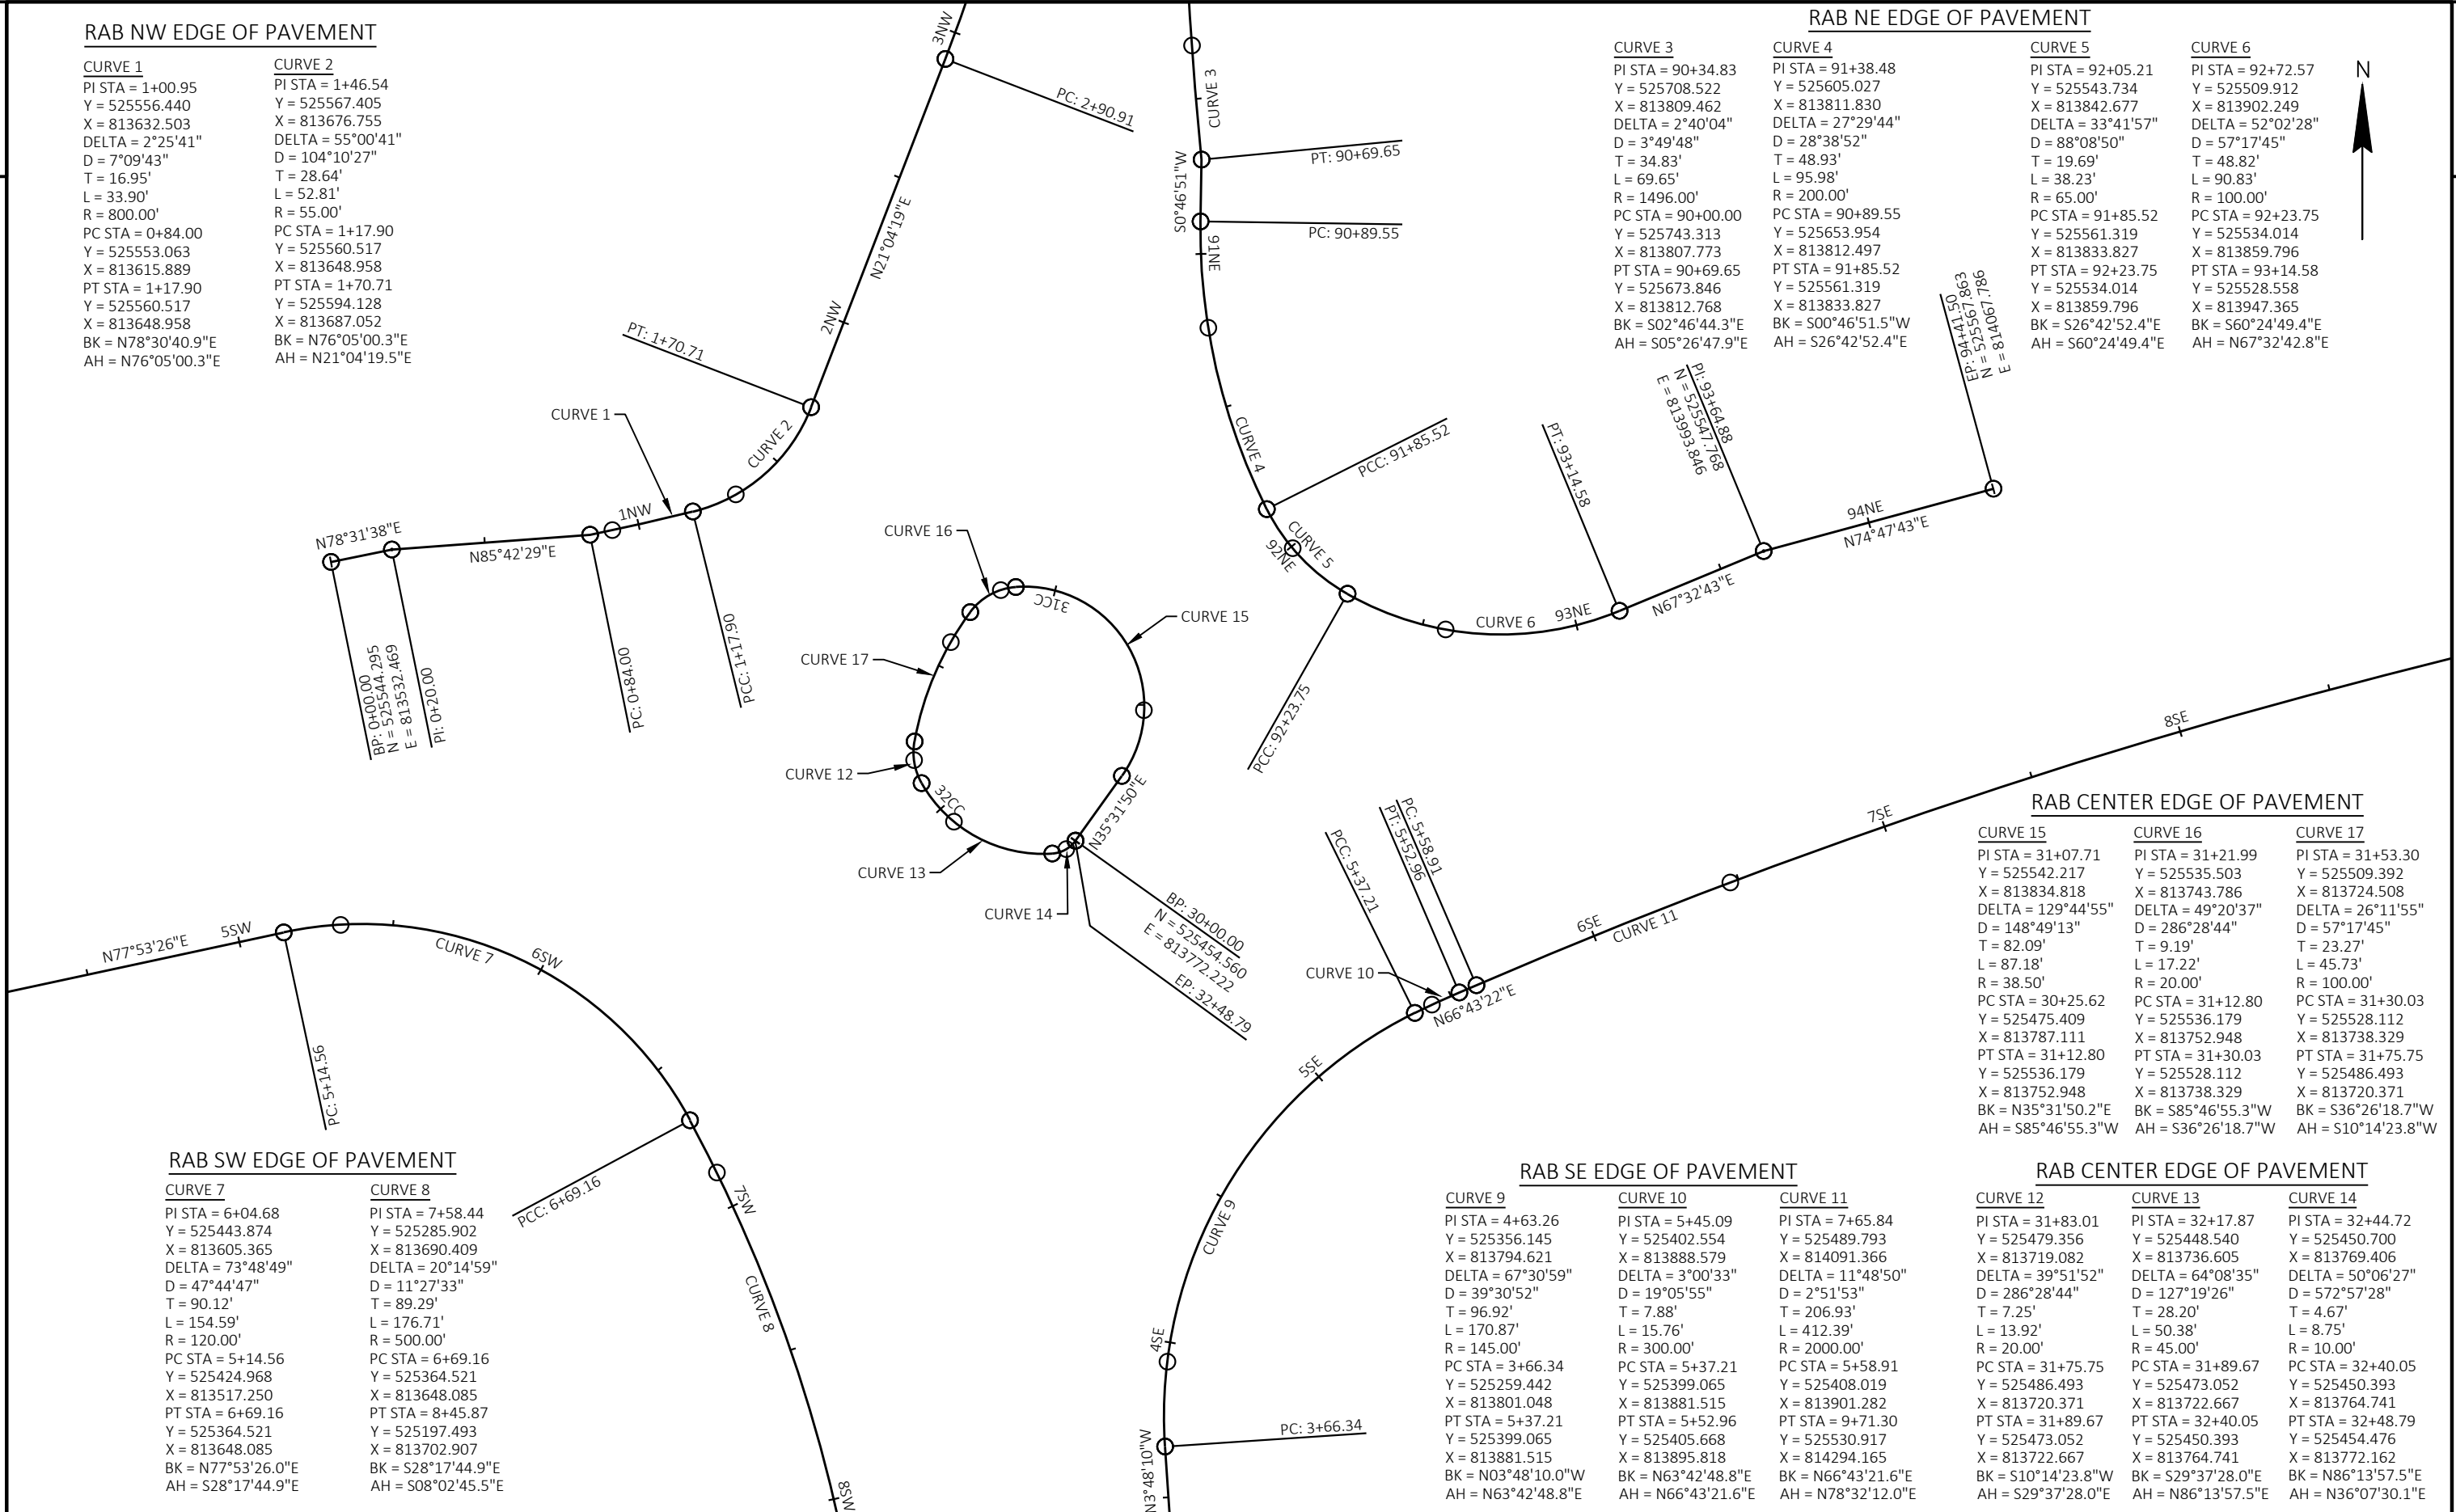 RAB NW EDGE OF PAVEMENT
CURVE 1
PI STA = 1+00.95
Y = 525556.440
X = 813632.503
DELTA = 2°25'41"
D = 7°09'43"
T = 16.95'
L = 33.90'
R = 800.00'
PC STA = 0+84.00
Y = 525553.063
X = 813615.889
PT STA = 1+17.90
Y = 525560.517
X = 813648.958
BK = N78°30'40.9"E
AH = N76°05'00.3"E
CURVE 2
PI STA = 1+46.54
Y = 525567.405
X = 813676.755
DELTA = 55°00'41"
D = 104°10'27"
T = 28.64'
L = 52.81'
R = 55.00'
PC STA = 1+17.90
Y = 525560.517
X = 813648.958
PT STA = 1+70.71
Y = 525594.128
X = 813687.052
BK = N76°05'00.3"E
AH = N21°04'19.5"E
RAB NE EDGE OF PAVEMENT
CURVE 3
PI STA = 90+34.83
Y = 525708.522
X = 813809.462
DELTA = 2°40'04"
D = 3°49'48"
T = 34.83'
L = 69.65'
R = 1496.00'
PC STA = 90+00.00
Y = 525743.313
X = 813807.773
PT STA = 90+69.65
Y = 525673.846
X = 813812.768
BK = S02°46'44.3"E
AH = S05°26'47.9"E
CURVE 4
PI STA = 91+38.48
Y = 525605.027
X = 813811.830
DELTA = 27°29'44"
D = 28°38'52"
T = 48.93'
L = 95.98'
R = 200.00'
PC STA = 90+89.55
Y = 525653.954
X = 813812.497
PT STA = 91+85.52
Y = 525561.319
X = 813833.827
BK = S00°46'51.5"W
AH = S26°42'52.4"E
CURVE 5
PI STA = 92+05.21
Y = 525543.734
X = 813842.677
DELTA = 33°41'57"
D = 88°08'50"
T = 19.69'
L = 38.23'
R = 65.00'
PC STA = 91+85.52
Y = 525561.319
X = 813833.827
PT STA = 92+23.75
Y = 525534.014
X = 813859.796
BK = S26°42'52.4"E
AH = S60°24'49.4"E
CURVE 6
PI STA = 92+72.57
Y = 525509.912
X = 813902.249
DELTA = 52°02'28"
D = 57°17'45"
T = 48.82'
L = 90.83'
R = 100.00'
PC STA = 92+23.75
Y = 525534.014
X = 813859.796
PT STA = 93+14.58
Y = 525528.558
X = 813947.365
BK = S60°24'49.4"E
AH = N67°32'42.8"E
N
3NW
PC: 2+90.91
N21°04'19"E
2NW
PT: 1+70.71
CURVE 1
CURVE 2
1NW
N78°31'38"E
N85°42'29"E
BP: 0+00.00
N = 525544.295
E = 813532.469
PI: 0+20.00
PC: 0+84.00
PCC: 1+17.90
CURVE 3
PT: 90+69.65
S0°46'51"W
PC: 90+89.55
91NE
CURVE 4
PCC: 91+85.52
CURVE 5
92NE
PCC: 92+23.75
CURVE 6
93NE
PT: 93+14.58
N67°32'43"E
PI: 93+64.88
N = 525547.768
E = 813993.846
94NE
N74°47'43"E
EP: 94+41.50
N = 525567.863
E = 814067.786
CURVE 16
31CC
CURVE 15
CURVE 17
CURVE 12
32CC
CURVE 13
CURVE 14
N35°31'50"E
BP: 30+00.00
N = 525454.560
E = 813772.222
EP: 32+48.79
8SE
7SE
6SE
CURVE 11
PC: 5+58.91
PT: 5+52.96
PCC: 5+37.21
CURVE 10
N66°43'22"E
5SE
CURVE 9
4SE
PC: 3+66.34
N3°48'10"W
N77°53'26"E
5SW
PC: 5+14.56
CURVE 7
6SW
PCC: 6+69.16
7SW
CURVE 8
8SW
RAB CENTER EDGE OF PAVEMENT
CURVE 15
PI STA = 31+07.71
Y = 525542.217
X = 813834.818
DELTA = 129°44'55"
D = 148°49'13"
T = 82.09'
L = 87.18'
R = 38.50'
PC STA = 30+25.62
Y = 525475.409
X = 813787.111
PT STA = 31+12.80
Y = 525536.179
X = 813752.948
BK = N35°31'50.2"E
AH = S85°46'55.3"W
CURVE 16
PI STA = 31+21.99
Y = 525535.503
X = 813743.786
DELTA = 49°20'37"
D = 286°28'44"
T = 9.19'
L = 17.22'
R = 20.00'
PC STA = 31+12.80
Y = 525536.179
X = 813752.948
PT STA = 31+30.03
Y = 525528.112
X = 813738.329
BK = S85°46'55.3"W
AH = S36°26'18.7"W
CURVE 17
PI STA = 31+53.30
Y = 525509.392
X = 813724.508
DELTA = 26°11'55"
D = 57°17'45"
T = 23.27'
L = 45.73'
R = 100.00'
PC STA = 31+30.03
Y = 525528.112
X = 813738.329
PT STA = 31+75.75
Y = 525486.493
X = 813720.371
BK = S36°26'18.7"W
AH = S10°14'23.8"W
RAB SW EDGE OF PAVEMENT
CURVE 7
PI STA = 6+04.68
Y = 525443.874
X = 813605.365
DELTA = 73°48'49"
D = 47°44'47"
T = 90.12'
L = 154.59'
R = 120.00'
PC STA = 5+14.56
Y = 525424.968
X = 813517.250
PT STA = 6+69.16
Y = 525364.521
X = 813648.085
BK = N77°53'26.0"E
AH = S28°17'44.9"E
CURVE 8
PI STA = 7+58.44
Y = 525285.902
X = 813690.409
DELTA = 20°14'59"
D = 11°27'33"
T = 89.29'
L = 176.71'
R = 500.00'
PC STA = 6+69.16
Y = 525364.521
X = 813648.085
PT STA = 8+45.87
Y = 525197.493
X = 813702.907
BK = S28°17'44.9"E
AH = S08°02'45.5"E
RAB SE EDGE OF PAVEMENT
CURVE 9
PI STA = 4+63.26
Y = 525356.145
X = 813794.621
DELTA = 67°30'59"
D = 39°30'52"
T = 96.92'
L = 170.87'
R = 145.00'
PC STA = 3+66.34
Y = 525259.442
X = 813801.048
PT STA = 5+37.21
Y = 525399.065
X = 813881.515
BK = N03°48'10.0"W
AH = N63°42'48.8"E
CURVE 10
PI STA = 5+45.09
Y = 525402.554
X = 813888.579
DELTA = 3°00'33"
D = 19°05'55"
T = 7.88'
L = 15.76'
R = 300.00'
PC STA = 5+37.21
Y = 525399.065
X = 813881.515
PT STA = 5+52.96
Y = 525405.668
X = 813895.818
BK = N63°42'48.8"E
AH = N66°43'21.6"E
CURVE 11
PI STA = 7+65.84
Y = 525489.793
X = 814091.366
DELTA = 11°48'50"
D = 2°51'53"
T = 206.93'
L = 412.39'
R = 2000.00'
PC STA = 5+58.91
Y = 525408.019
X = 813901.282
PT STA = 9+71.30
Y = 525530.917
X = 814294.165
BK = N66°43'21.6"E
AH = N78°32'12.0"E
RAB CENTER EDGE OF PAVEMENT
CURVE 12
PI STA = 31+83.01
Y = 525479.356
X = 813719.082
DELTA = 39°51'52"
D = 286°28'44"
T = 7.25'
L = 13.92'
R = 20.00'
PC STA = 31+75.75
Y = 525486.493
X = 813720.371
PT STA = 31+89.67
Y = 525473.052
X = 813722.667
BK = S10°14'23.8"W
AH = S29°37'28.0"E
CURVE 13
PI STA = 32+17.87
Y = 525448.540
X = 813736.605
DELTA = 64°08'35"
D = 127°19'26"
T = 28.20'
L = 50.38'
R = 45.00'
PC STA = 31+89.67
Y = 525473.052
X = 813722.667
PT STA = 32+40.05
Y = 525450.393
X = 813764.741
BK = S29°37'28.0"E
AH = N86°13'57.5"E
CURVE 14
PI STA = 32+44.72
Y = 525450.700
X = 813769.406
DELTA = 50°06'27"
D = 572°57'28"
T = 4.67'
L = 8.75'
R = 10.00'
PC STA = 32+40.05
Y = 525450.393
X = 813764.741
PT STA = 32+48.79
Y = 525454.476
X = 813772.162
BK = N86°13'57.5"E
AH = N36°07'30.1"E